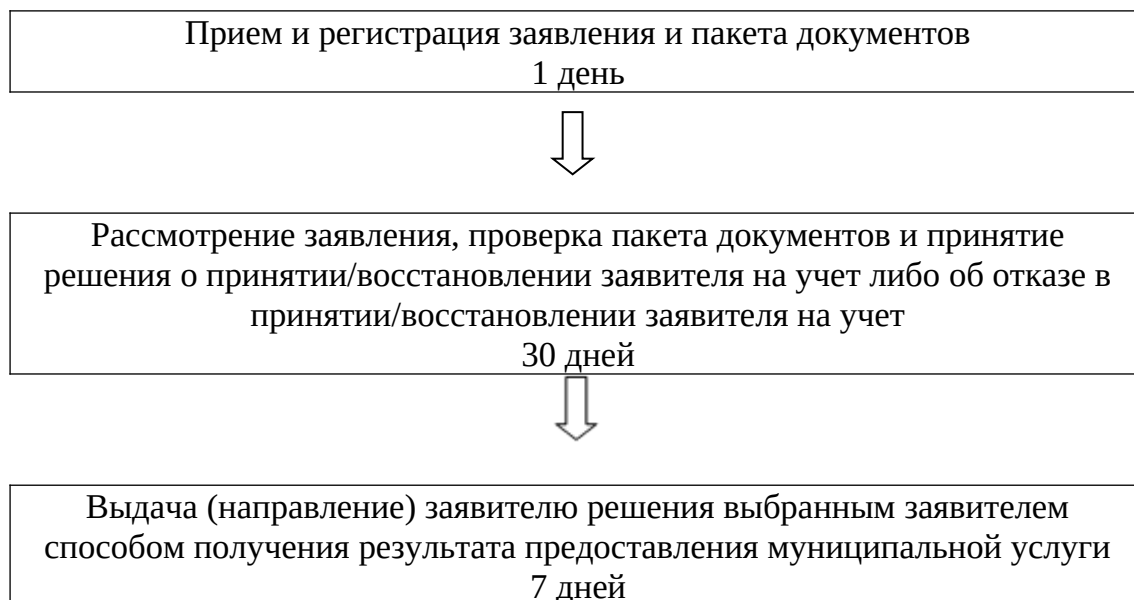 Прием и регистрация заявления и пакета документов
1 день
Рассмотрение заявления, проверка пакета документов и принятие
решения о принятии/восстановлении заявителя на учет либо об отказе в
принятии/восстановлении заявителя на учет
30 дней
Выдача (направление) заявителю решения выбранным заявителем
способом получения результата предоставления муниципальной услуги
7 дней